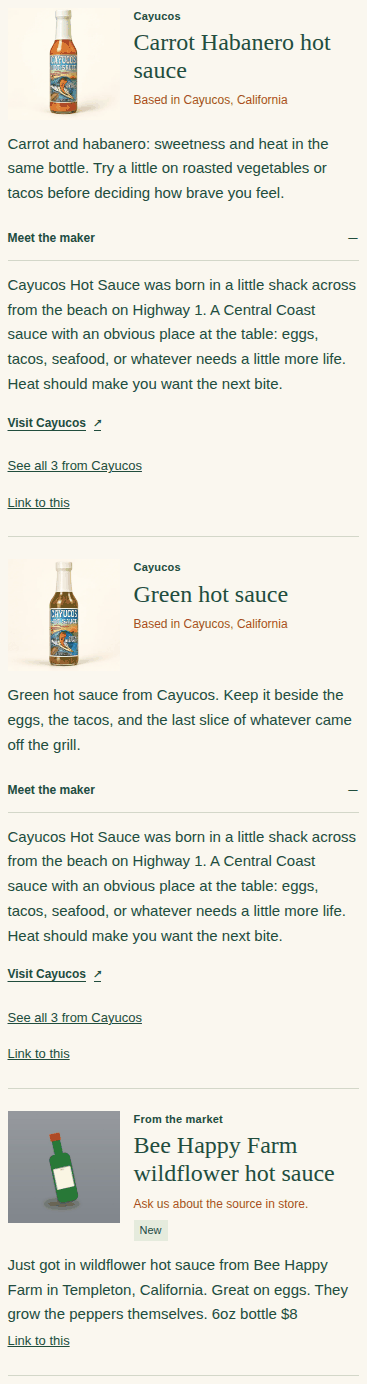 Cayucos
Carrot Habanero hot
sauce
Based in Cayucos, California
CAYUCOS
Carrot and habanero: sweetness and heat in the
same bottle. Try a little on roasted vegetables or
tacos before deciding how brave you feel.
Meet the maker –
Cayucos Hot Sauce was born in a little shack across
from the beach on Highway 1. A Central Coast
sauce with an obvious place at the table: eggs,
tacos, seafood, or whatever needs a little more life.
Heat should make you want the next bite.
Visit Cayucos ↗
See all 3 from Cayucos
Link to this
Cayucos
Green hot sauce
Based in Cayucos, California
CAYUCOS
Green hot sauce from Cayucos. Keep it beside the
eggs, the tacos, and the last slice of whatever came
off the grill.
Meet the maker –
Cayucos Hot Sauce was born in a little shack across
from the beach on Highway 1. A Central Coast
sauce with an obvious place at the table: eggs,
tacos, seafood, or whatever needs a little more life.
Heat should make you want the next bite.
Visit Cayucos ↗
See all 3 from Cayucos
Link to this
From the market
Bee Happy Farm
wildflower hot sauce
Ask us about the source in store.
New
Just got in wildflower hot sauce from Bee Happy
Farm in Templeton, California. Great on eggs. They
grow the peppers themselves. 6oz bottle $8
Link to this